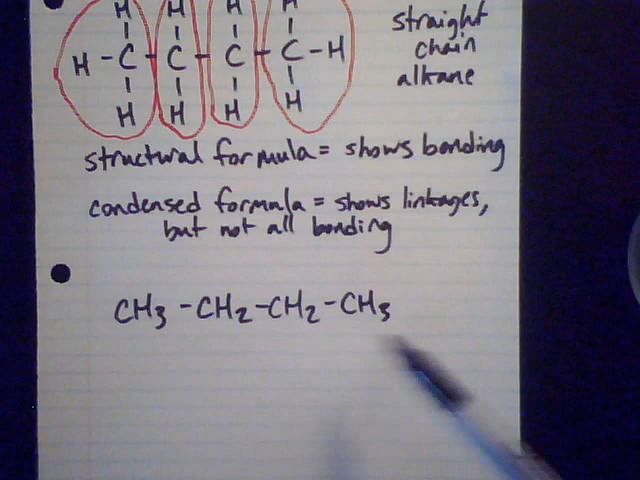 H H H H
H - C - C - C - C - H
H H H H
straight
chain
alkane
structural formula = shows bonding
condensed formula = shows linkages,
but not all bonding
CH3 - CH2 - CH2 - CH3